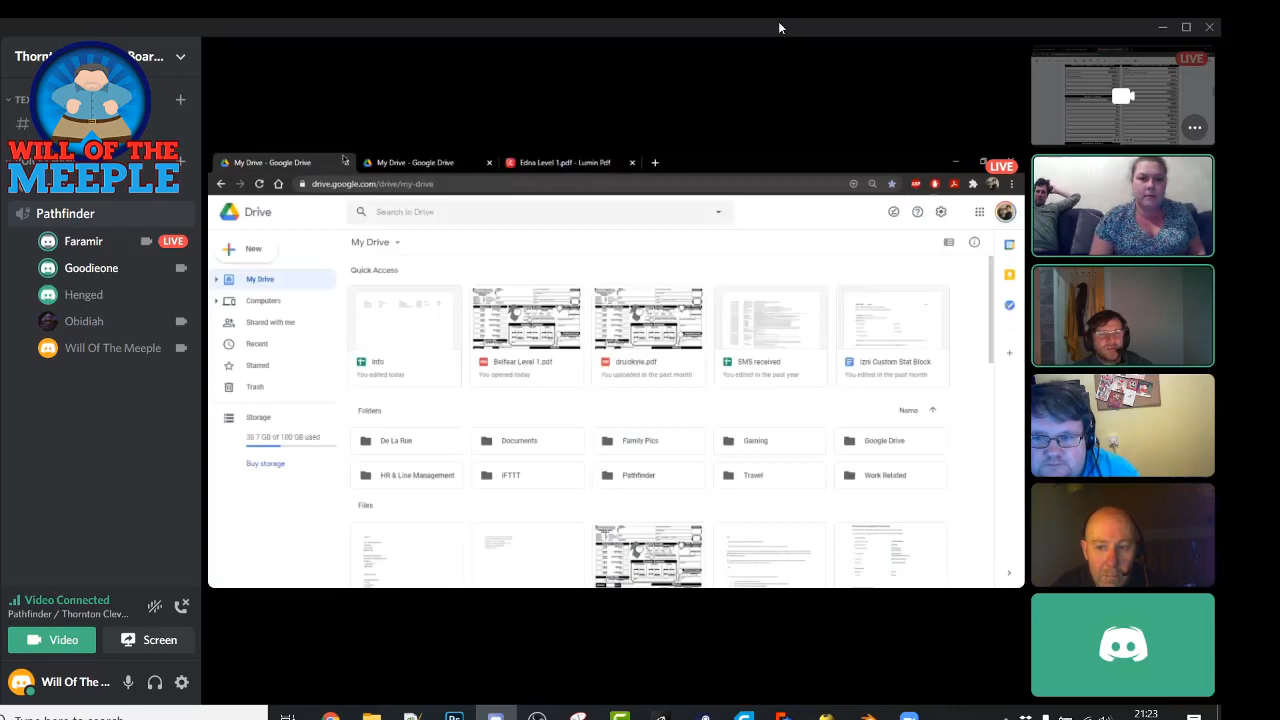 Thorn
Boar...
TEX
#
WILL OF THE
MEEPLE
Pathfinder
Faramir
LIVE
Goodieone
Henged
Obidiah
Will Of The Meeple
Video Connected
Pathfinder / Thornton Clev...
Video
Screen
Will Of The ...
My Drive - Google Drive
My Drive - Google Drive
Edna Level 1.pdf - Lumin Pdf
LIVE
drive.google.com/drive/my-drive
Drive
Search in Drive
New
My Drive
Computers
Shared with me
Recent
Starred
Trash
Storage
38.7 GB of 100 GB used
Buy storage
My Drive
Quick Access
Info
You edited today
Belfear Level 1.pdf
You opened today
druidkyle.pdf
You uploaded in the past month
SMS received
You edited in the past year
Izni Custom Stat Block
You edited in the past month
Folders
Name
De La Rue
Documents
Family Pics
Gaming
Google Drive
HR & Line Management
IFTTT
Pathfinder
Travel
Work Related
Files
LIVE
Type here to search
21:23